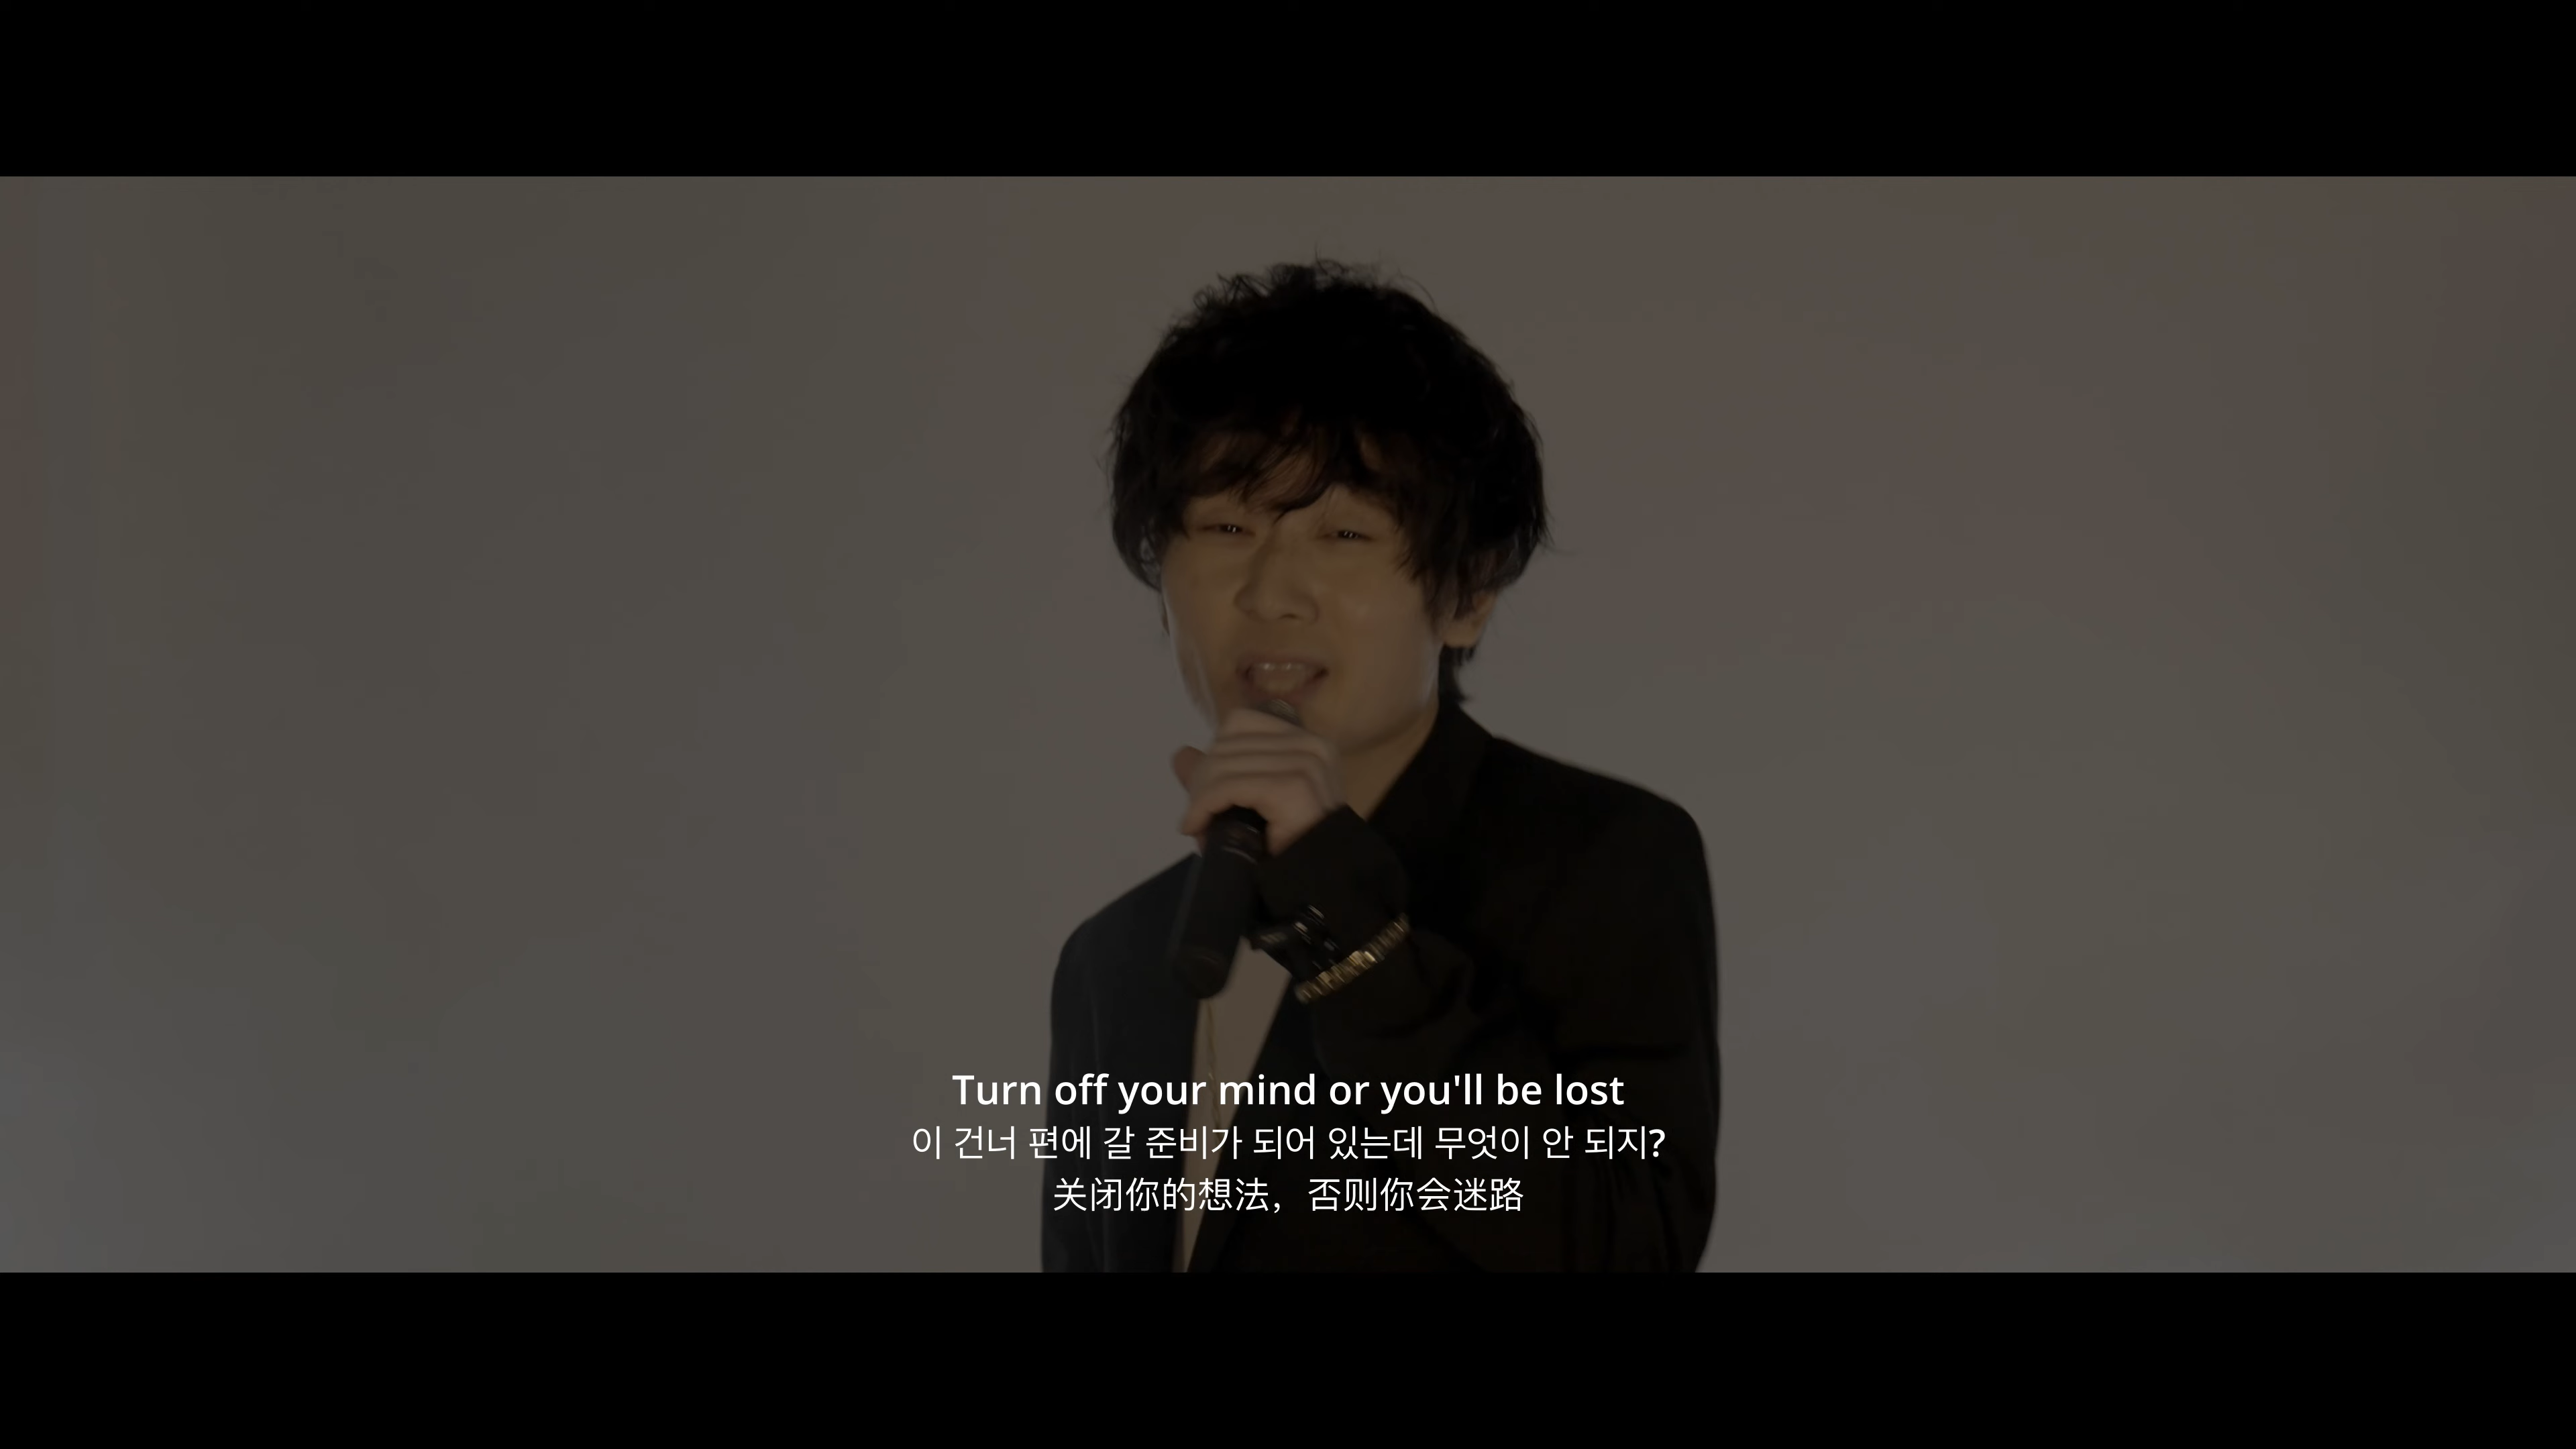 Turn off your mind or you'll be lost
이 건너 편에 갈 준비가 되어 있는데 무엇이 안 되지?
关闭你的想法，否则你会迷路